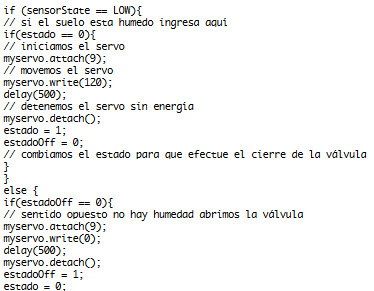 if (sensorState == LOW){
// si el suelo esta humedo ingresa aquí
if(estado == 0){
// iniciamos el servo
myservo.attach(9);
// movemos el servo
myservo.write(120);
delay(500);
// detenemos el servo sin energía
myservo.detach();
estado = 1;
estadoOff = 0;
// combiamos el estado para que efectue el cierre de la válvula
}
}
else {
if(estadoOff == 0){
// sentido opuesto no hay humedad abrimos la válvula
myservo.attach(9);
myservo.write(0);
delay(500);
myservo.detach();
estadoOff = 1;
estado = 0;